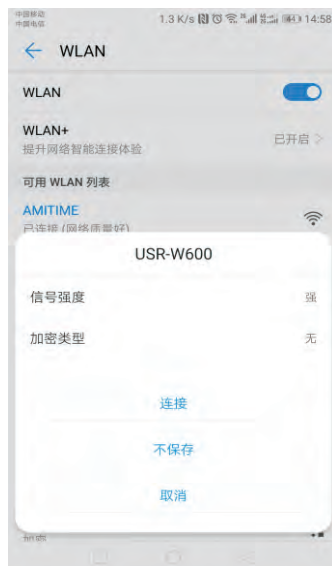 中国移动
中国电信
1.3 K/s 14:58
WLAN
WLAN
WLAN+
提升网络智能连接体验
已开启
可用 WLAN 列表
AMITIME
已连接 (网络质量好)
USR-W600
信号强度 强
加密类型 无
连接
不保存
取消
加密